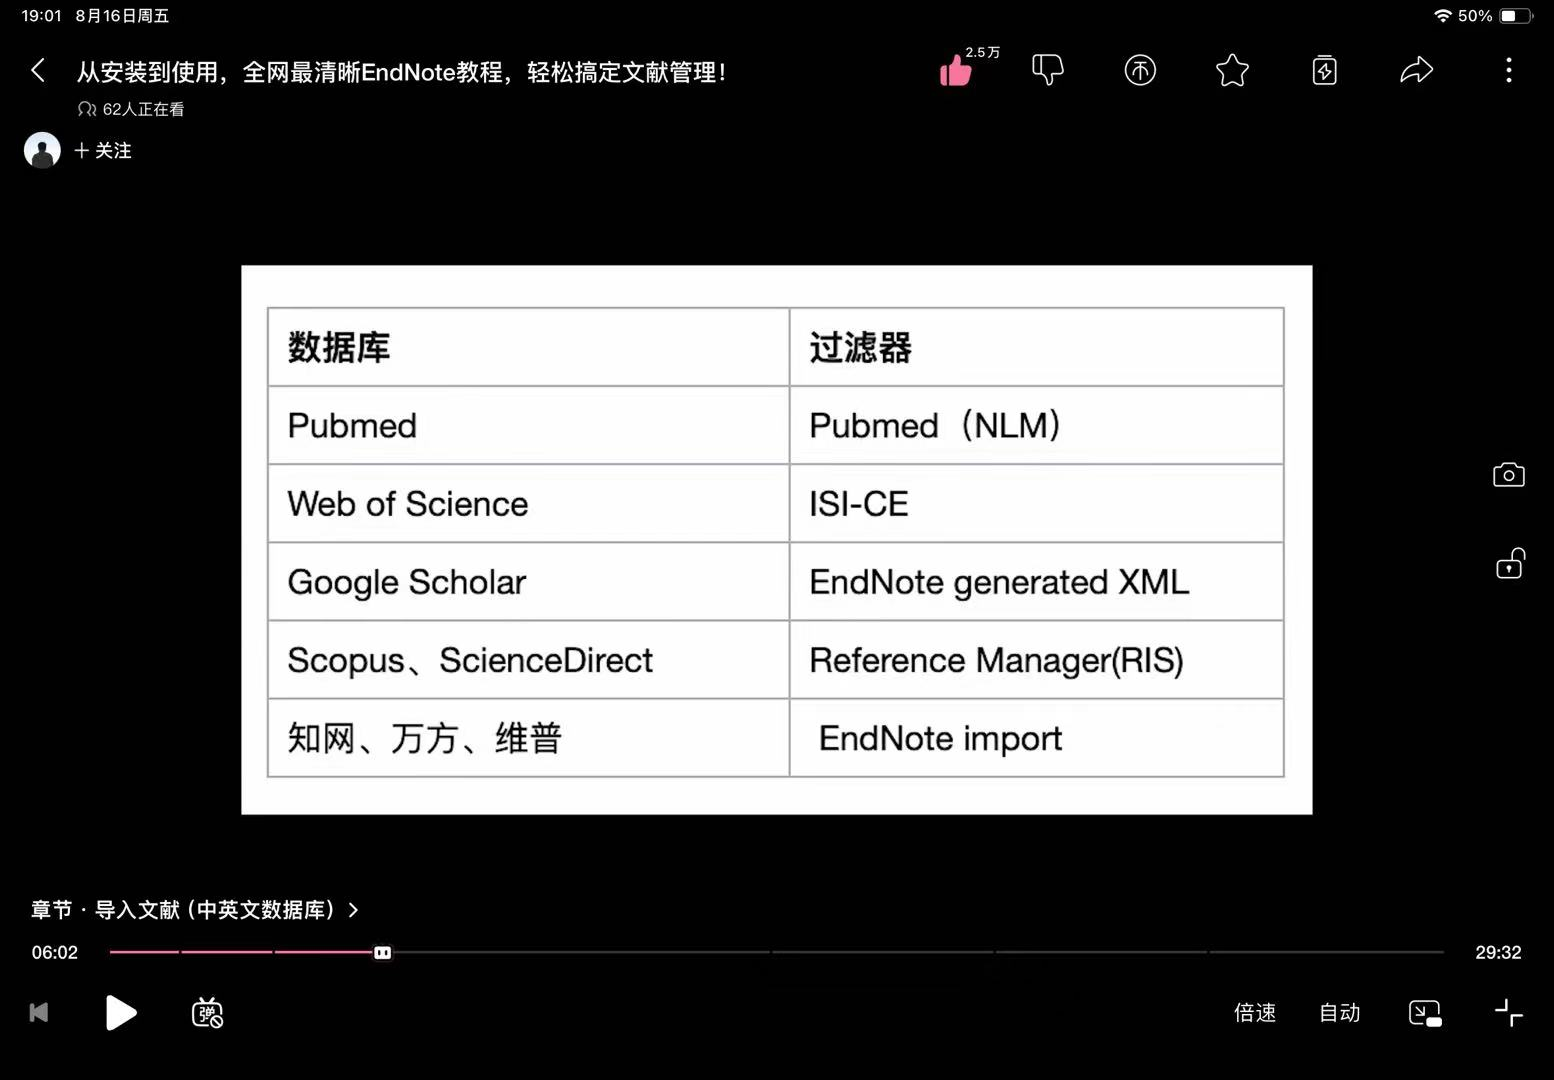 19:01 8月16日周五
50%
从安装到使用，全网最清晰EndNote教程，轻松搞定文献管理！
2.5万
62人正在看
+ 关注
数据库 过滤器
Pubmed Pubmed（NLM）
Web of Science ISI-CE
Google Scholar EndNote generated XML
Scopus、ScienceDirect Reference Manager(RIS)
知网、万方、维普 EndNote import
章节 · 导入文献（中英文数据库）
06:02 29:32
弹
倍速 自动